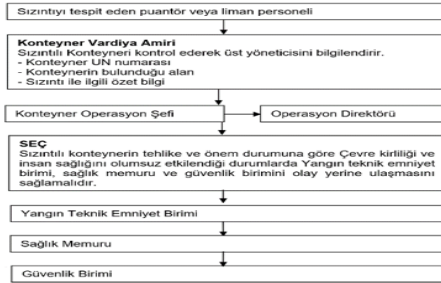 Sızıntıyı tespit eden puantör veya liman personeli
Konteyner Vardiya Amiri
Sızıntılı Konteyneri kontrol ederek üst yöneticisini bilgilendirir.
- Konteyner UN numarası
- Konteynerin bulunduğu alan
- Sızıntı ile ilgili özet bilgi
Konteyner Operasyon Şefi
Operasyon Direktörü
SEÇ
Sızıntılı konteynerin tehlike ve önem durumuna göre Çevre kirliliği ve
insan sağlığını olumsuz etkilendiği durumlarda Yangın teknik emniyet
birimi, sağlık memuru ve güvenlik birimini olay yerine ulaşmasını
sağlamalıdır.
Yangın Teknik Emniyet Birimi
Sağlık Memuru
Güvenlik Birimi